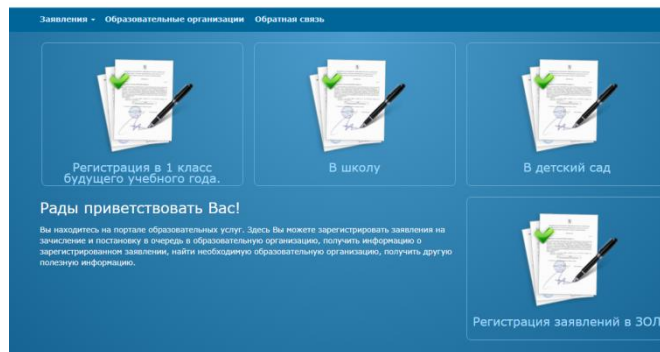 Заявления Образовательные организации Обратная связь
Регистрация в 1 класс
будущего учебного года.
В школу
В детский сад
Рады приветствовать Вас!
Вы находитесь на портале образовательных услуг. Здесь Вы можете зарегистрировать заявления на
зачисление и постановку в очередь в образовательную организацию, получить информацию о
зарегистрированном заявлении, найти необходимую образовательную организацию, получить другую
полезную информацию.
Регистрация заявлений в ЗОЛ